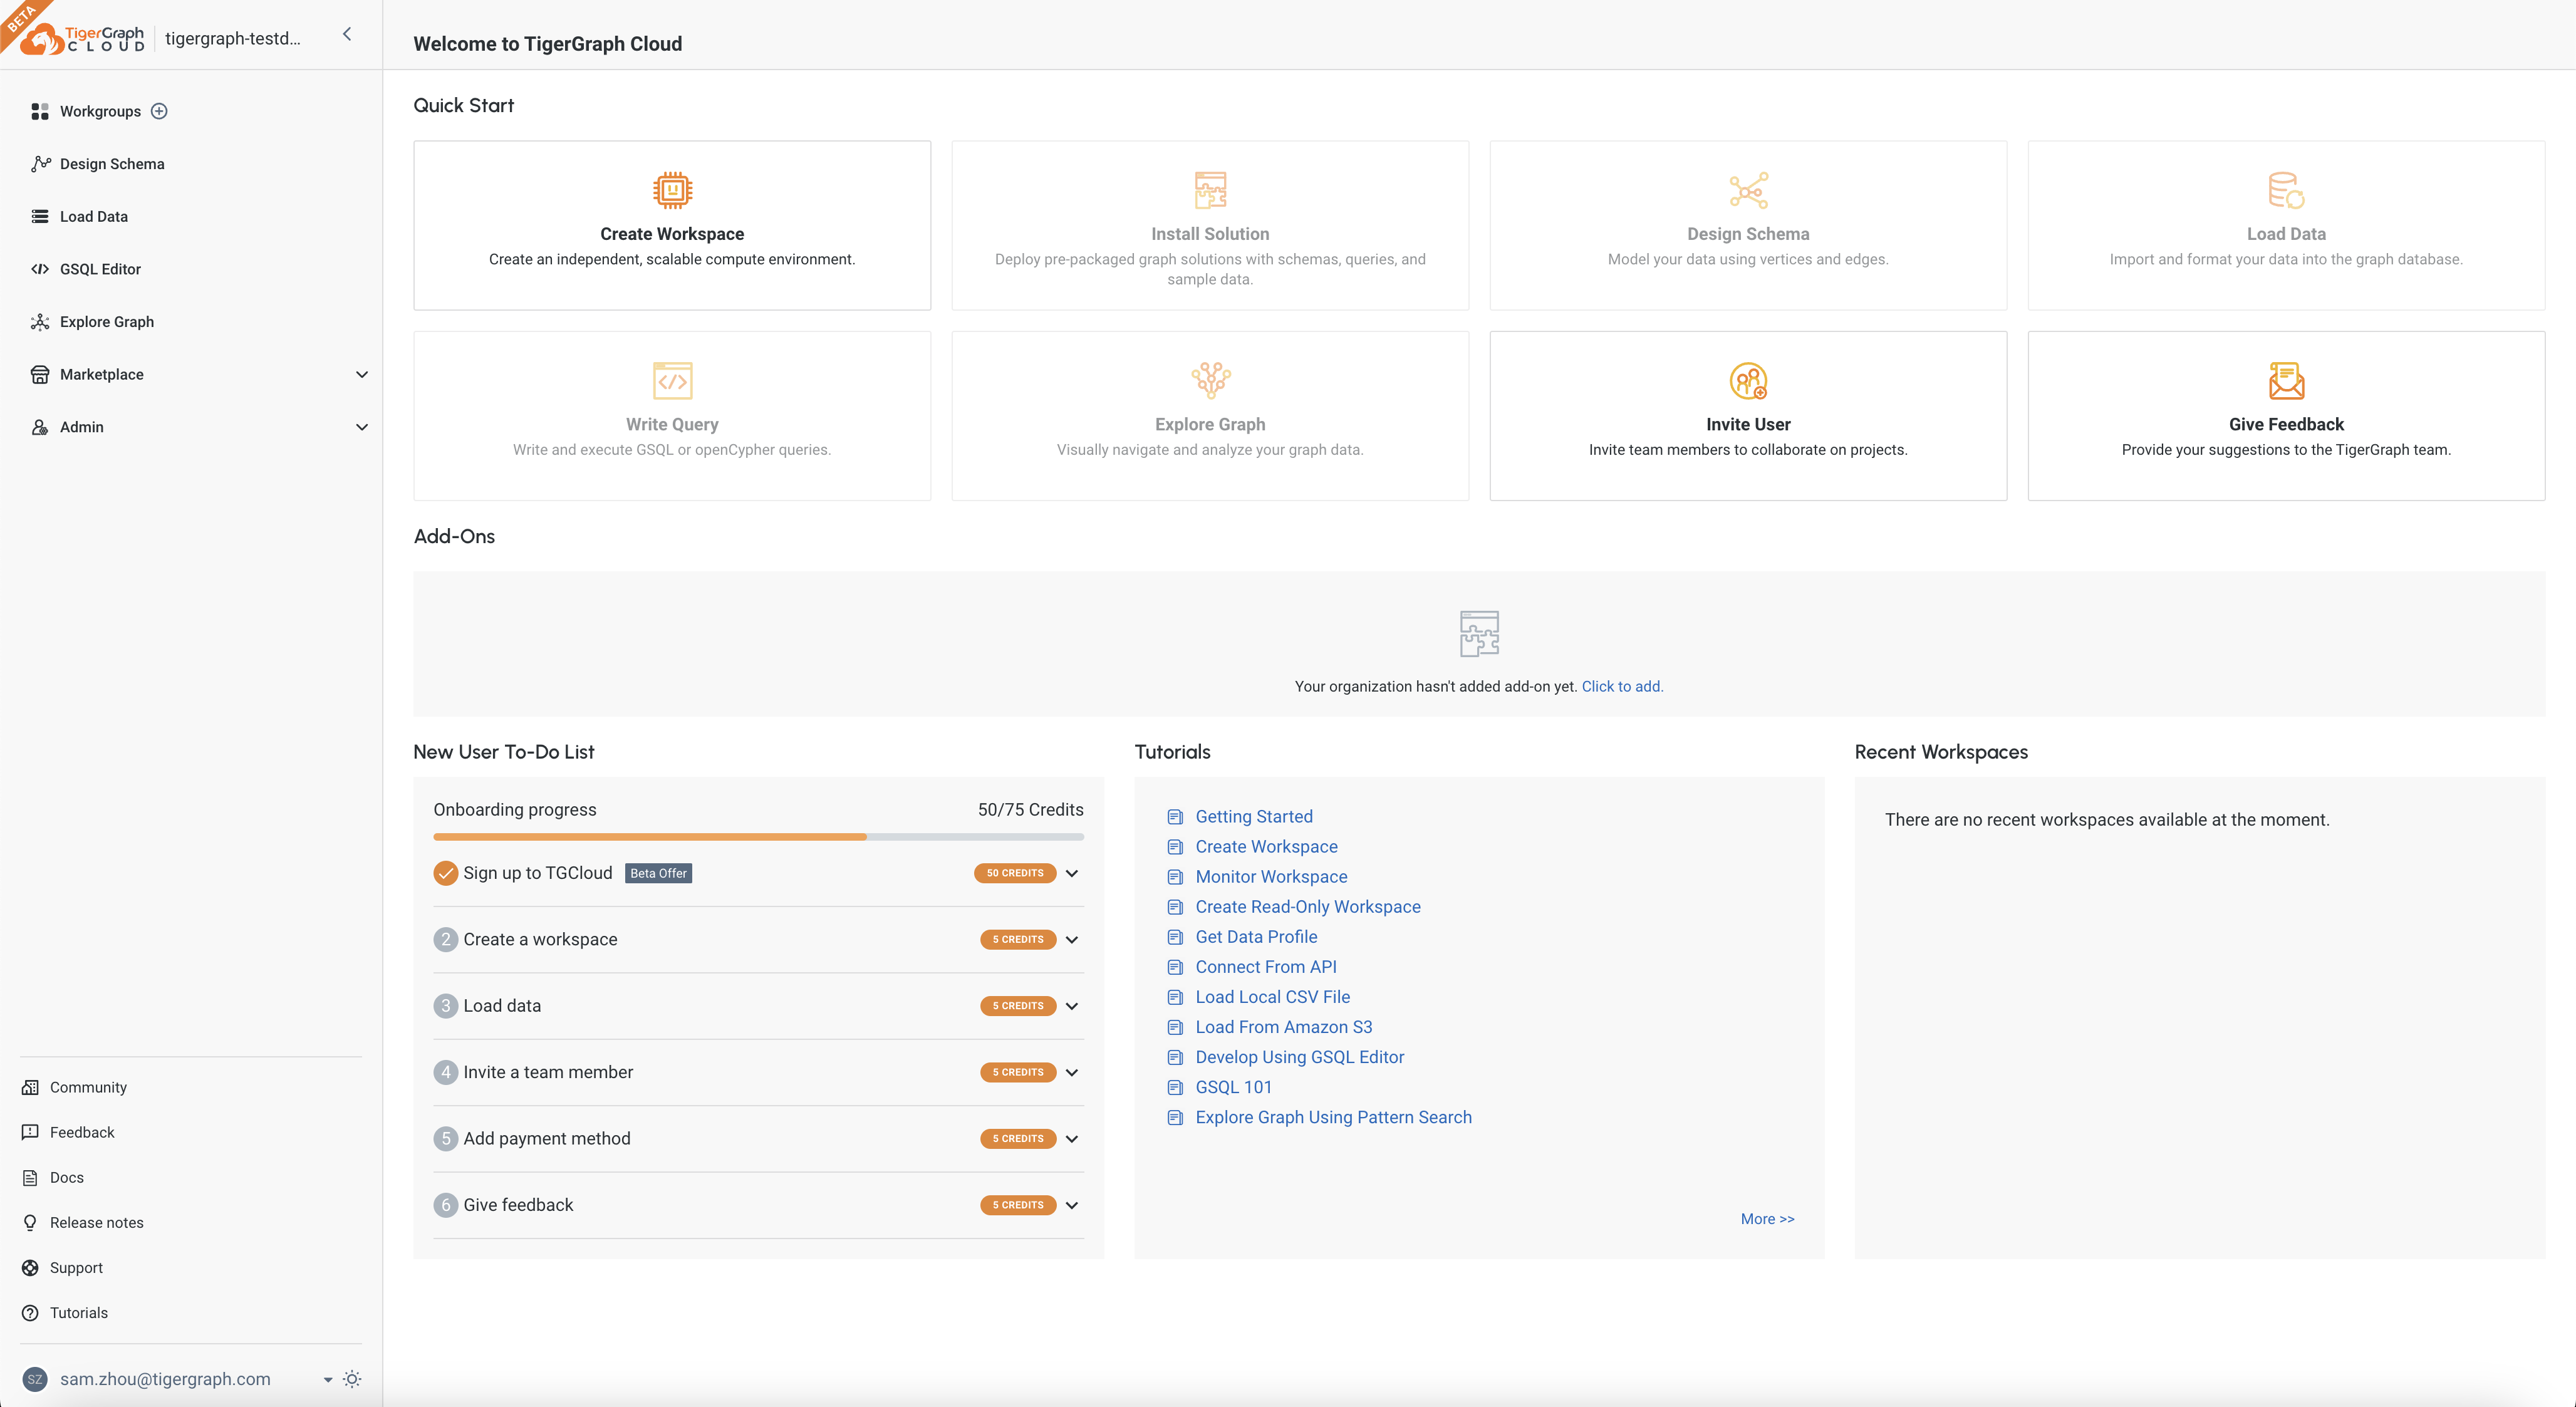 BETA
TigerGraph
CLOUD
tigergraph-testd...
Workgroups
Design Schema
Load Data
GSQL Editor
Explore Graph
Marketplace
Admin
Community
Feedback
Docs
Release notes
Support
Tutorials
SZ sam.zhou@tigergraph.com
Welcome to TigerGraph Cloud
Quick Start
Create Workspace
Create an independent, scalable compute environment.
Install Solution
Deploy pre-packaged graph solutions with schemas, queries, and
sample data.
Design Schema
Model your data using vertices and edges.
Load Data
Import and format your data into the graph database.
Write Query
Write and execute GSQL or openCypher queries.
Explore Graph
Visually navigate and analyze your graph data.
Invite User
Invite team members to collaborate on projects.
Give Feedback
Provide your suggestions to the TigerGraph team.
Add-Ons
Your organization hasn't added add-on yet. Click to add.
New User To-Do List
Onboarding progress 50/75 Credits
Sign up to TGCloud Beta Offer 50 CREDITS
2 Create a workspace 5 CREDITS
3 Load data 5 CREDITS
4 Invite a team member 5 CREDITS
5 Add payment method 5 CREDITS
6 Give feedback 5 CREDITS
Tutorials
Getting Started
Create Workspace
Monitor Workspace
Create Read-Only Workspace
Get Data Profile
Connect From API
Load Local CSV File
Load From Amazon S3
Develop Using GSQL Editor
GSQL 101
Explore Graph Using Pattern Search
More >>
Recent Workspaces
There are no recent workspaces available at the moment.